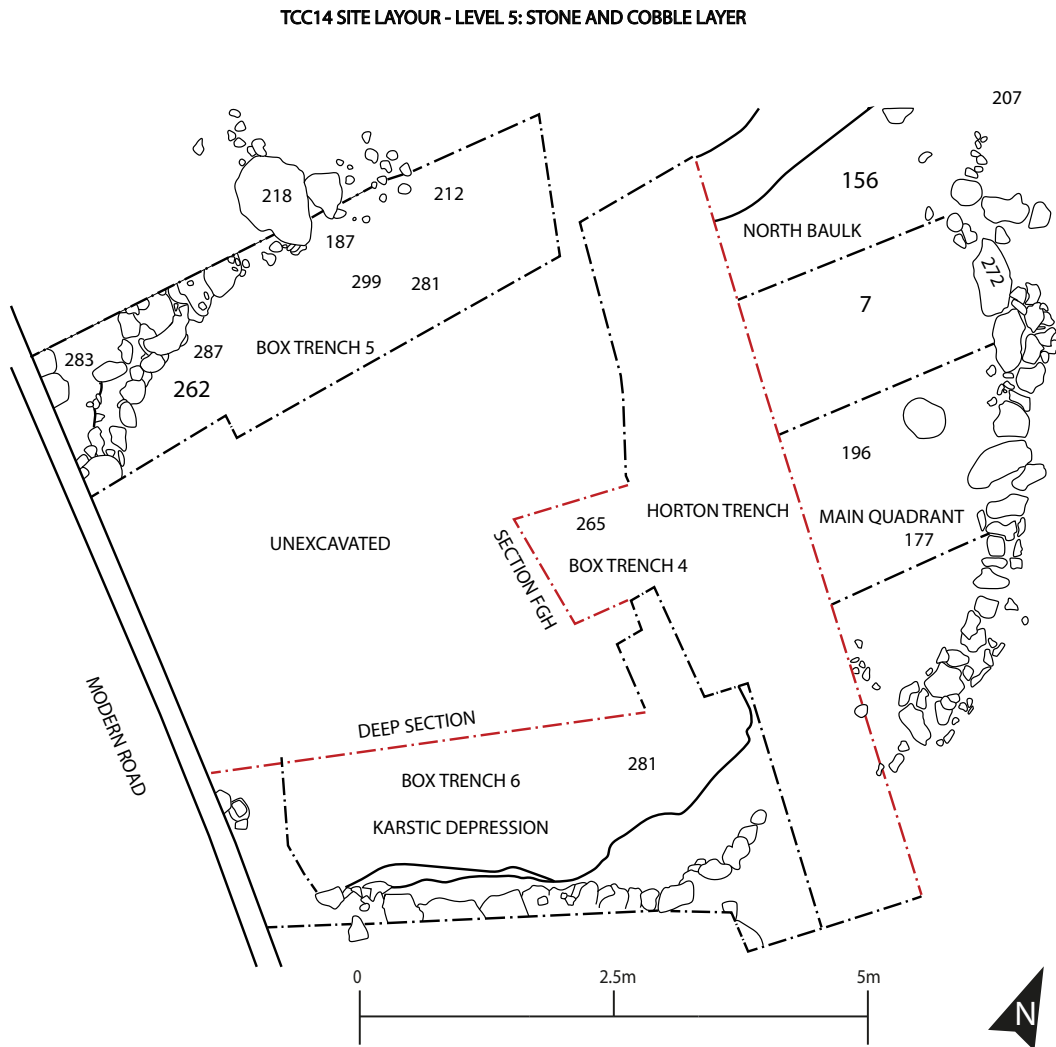 TCC14 SITE LAYOUR - LEVEL 5: STONE AND COBBLE LAYER
207
218
212
156
187
NORTH BAULK
299
281
272
7
283
287
BOX TRENCH 5
262
196
265
HORTON TRENCH
MAIN QUADRANT
177
UNEXCAVATED
SECTION FGH
BOX TRENCH 4
MODERN ROAD
DEEP SECTION
BOX TRENCH 6
281
KARSTIC DEPRESSION
0
2.5m
5m
N